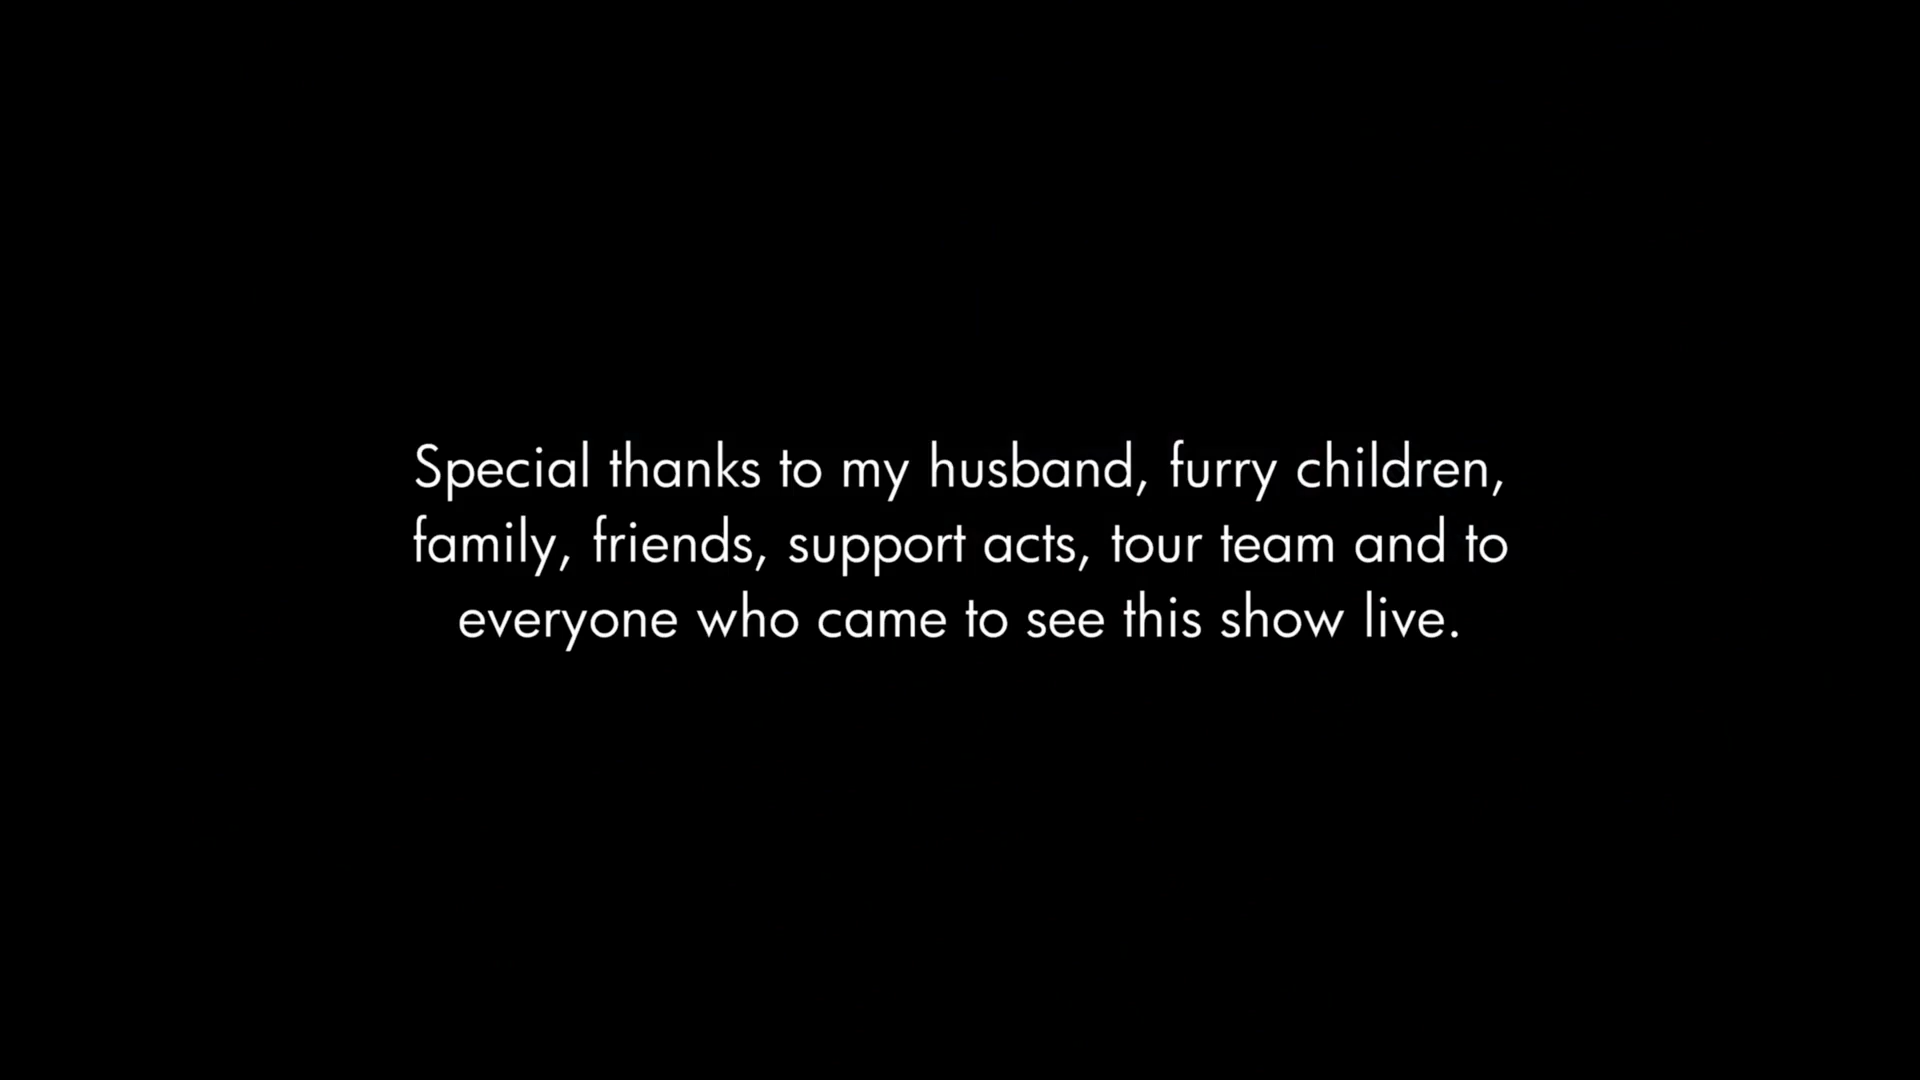 Special thanks to my husband, furry children,
family, friends, support acts, tour team and to
everyone who came to see this show live.